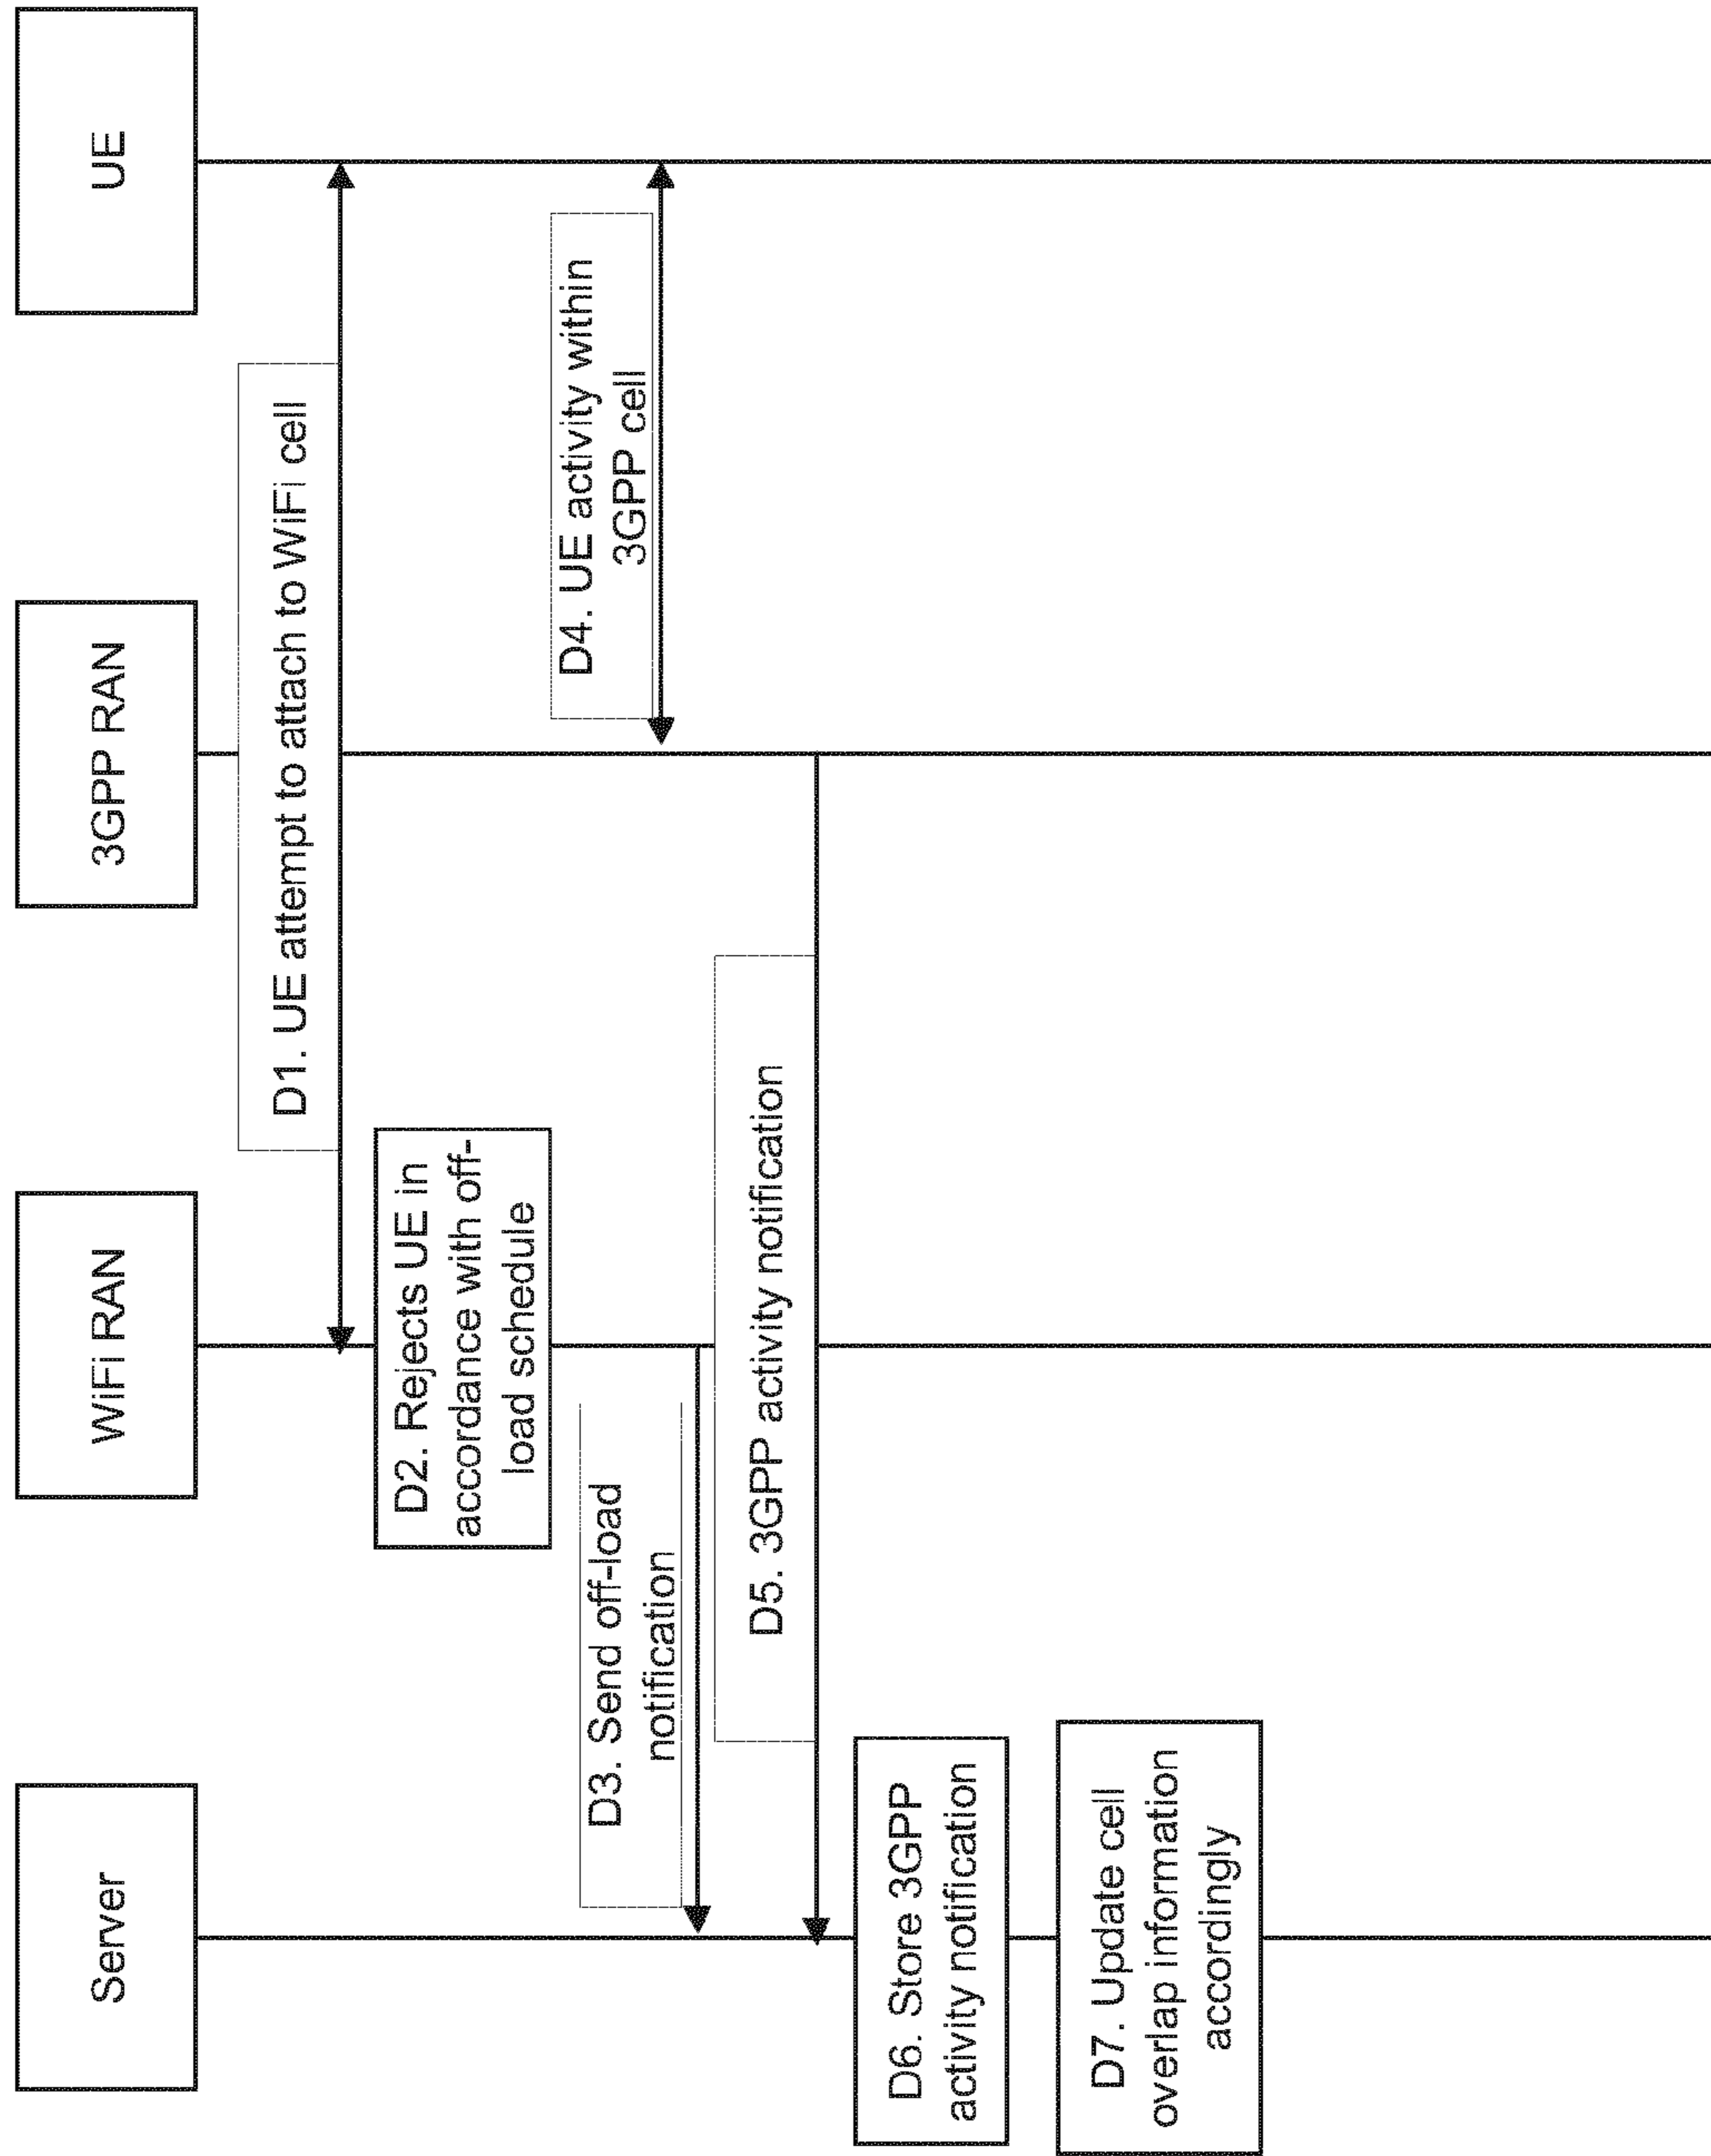 Server
WiFi RAN
3GPP RAN
UE
D1. UE attempt to attach to WiFi cell
D2. Rejects UE in
accordance with off-
load schedule
D3. Send off-load
notification
D4. UE activity within
3GPP cell
D5. 3GPP activity notification
D6. Store 3GPP
activity notification
D7. Update cell
overlap information
accordingly